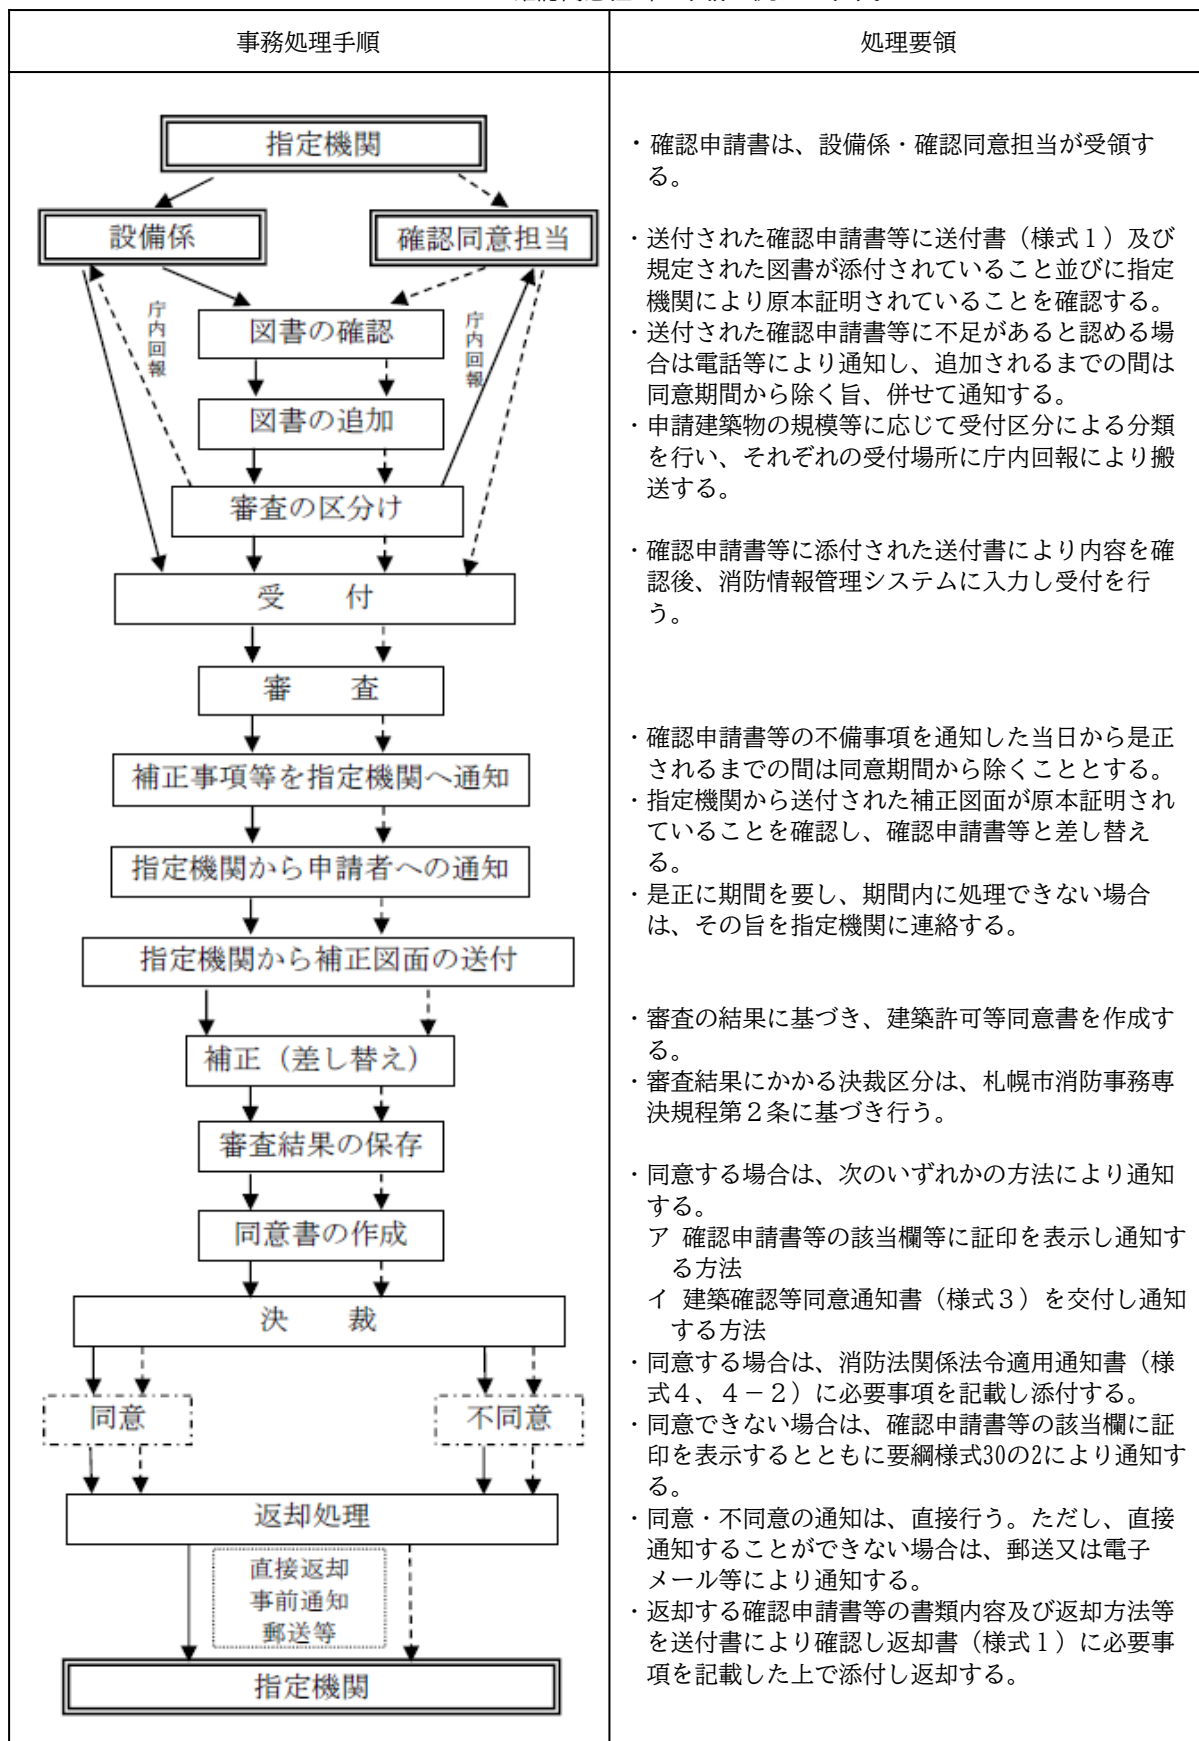 事務処理手順
処理要領
指定機関
設備係
確認同意担当
庁内回報
図書の確認
庁内回報
図書の追加
審査の区分け
受　付
審　査
補正事項等を指定機関へ通知
指定機関から申請者への通知
指定機関から補正図面の送付
補正（差し替え）
審査結果の保存
同意書の作成
決　裁
同意
不同意
返却処理
直接返却
事前通知
郵送等
指定機関
・確認申請書は、設備係・確認同意担当が受領す
る。
・送付された確認申請書等に送付書（様式１）及び
規定された図書が添付されていること並びに指定
機関により原本証明されていることを確認する。
・送付された確認申請書等に不足があると認める場
合は電話等により通知し、追加されるまでの間は
同意期間から除く旨、併せて通知する。
・申請建築物の規模等に応じて受付区分による分類
を行い、それぞれの受付場所に庁内回報により搬
送する。
・確認申請書等に添付された送付書により内容を確
認後、消防情報管理システムに入力し受付を行
う。
・確認申請書等の不備事項を通知した当日から是正
されるまでの間は同意期間から除くこととする。
・指定機関から送付された補正図面が原本証明され
ていることを確認し、確認申請書等と差し替え
る。
・是正に期間を要し、期間内に処理できない場合
は、その旨を指定機関に連絡する。
・審査の結果に基づき、建築許可等同意書を作成す
る。
・審査結果にかかる決裁区分は、札幌市消防事務専
決規程第２条に基づき行う。
・同意する場合は、次のいずれかの方法により通知
する。
ア 確認申請書等の該当欄等に証印を表示し通知す
る方法
イ 建築確認等同意通知書（様式３）を交付し通知
する方法
・同意する場合は、消防法関係法令適用通知書（様
式４、４－２）に必要事項を記載し添付する。
・同意できない場合は、確認申請書等の該当欄に証
印を表示するとともに要綱様式30の2により通知す
る。
・同意・不同意の通知は、直接行う。ただし、直接
通知することができない場合は、郵送又は電子
メール等により通知する。
・返却する確認申請書等の書類内容及び返却方法等
を送付書により確認し返却書（様式１）に必要事
項を記載した上で添付し返却する。